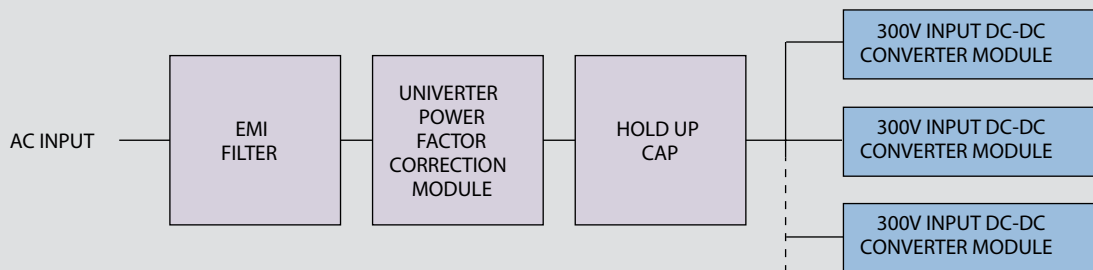 AC INPUT
EMI
FILTER
UNIVERTER
POWER
FACTOR
CORRECTION
MODULE
HOLD UP
CAP
300V INPUT DC-DC
CONVERTER MODULE
300V INPUT DC-DC
CONVERTER MODULE
300V INPUT DC-DC
CONVERTER MODULE